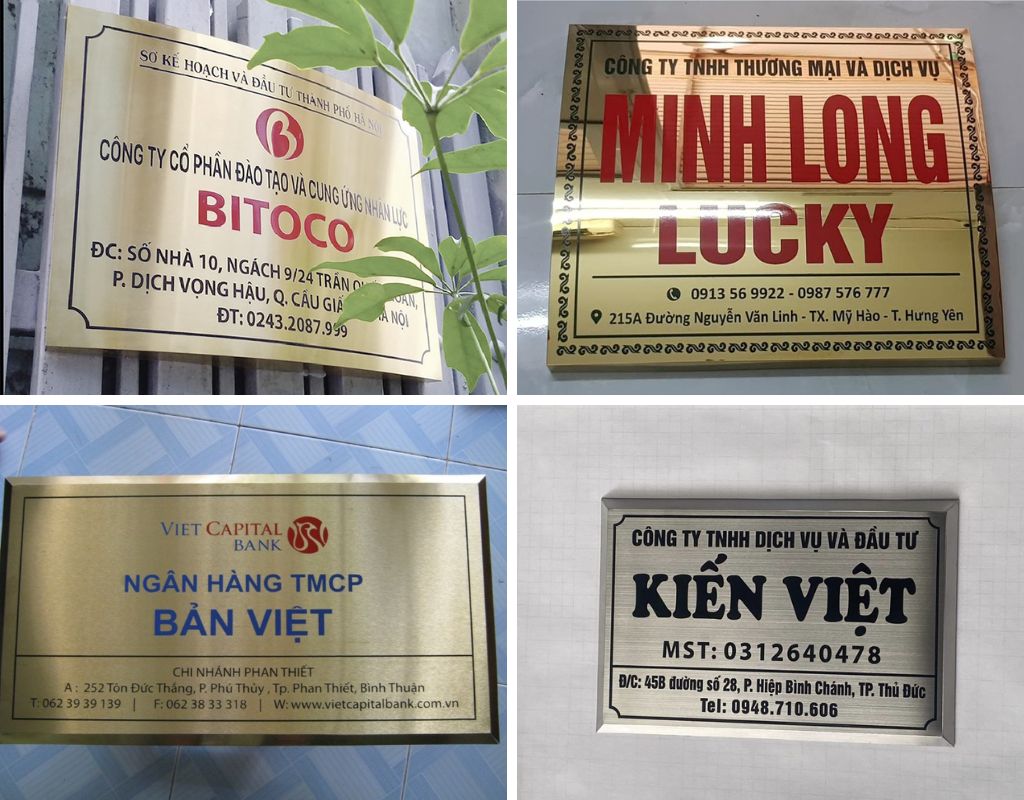 SỞ KẾ HOẠCH VÀ ĐẦU TƯ THÀNH PHỐ HÀ NỘI
CÔNG TY CỔ PHẦN ĐÀO TẠO VÀ CUNG ỨNG NHÂN LỰC
BITOCO
ĐC: SỐ NHÀ 10, NGÁCH 9/24 TRẦN
P. DỊCH VỌNG HẬU, Q. CẦU GIẤ NỘI
ĐT: 0243.2087.999
CÔNG TY TNHH THƯƠNG MẠI VÀ DỊCH VỤ
MINH LONG
LUCKY
0913 56 9922 - 0987 576 777
215A Đường Nguyễn Văn Linh - TX. Mỹ Hào - T. Hưng Yên
VIET CAPITAL
BANK
NGÂN HÀNG TMCP
BẢN VIỆT
CHI NHÁNH PHAN THIẾT
A : 252 Tôn Đức Thắng, P. Phú Thủy , Tp. Phan Thiết, Bình Thuận
T: 062 39 39 139 | F: 062 38 33 318 | W: www.vietcapitalbank.com.vn
CÔNG TY TNHH DỊCH VỤ VÀ ĐẦU TƯ
KIẾN VIỆT
MST: 0312640478
Đ/C: 45B đường số 28, P. Hiệp Bình Chánh, TP. Thủ Đức
Tel: 0948.710.606